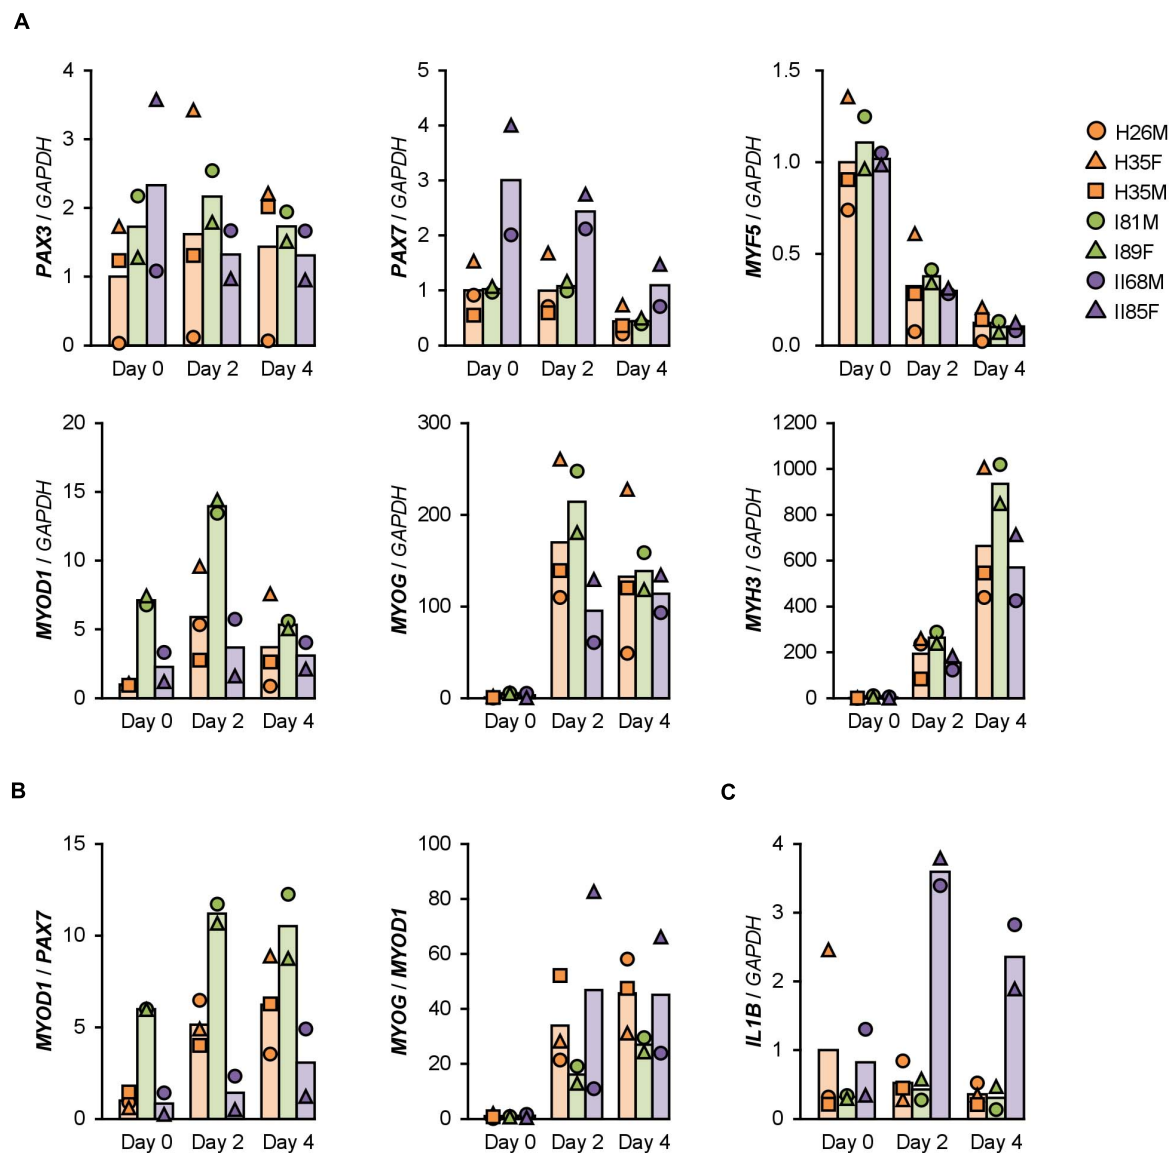 A
PAX3 / GAPDH
4
3
2
1
0
Day 0 Day 2 Day 4
PAX7 / GAPDH
5
4
3
2
1
0
Day 0 Day 2 Day 4
MYF5 / GAPDH
1.5
1.0
0.5
0.0
Day 0 Day 2 Day 4
H26M
H35F
H35M
I81M
I89F
II68M
II85F
MYOD1 / GAPDH
20
15
10
5
0
Day 0 Day 2 Day 4
MYOG / GAPDH
300
200
100
0
Day 0 Day 2 Day 4
MYH3 / GAPDH
1200
1000
800
600
400
200
0
Day 0 Day 2 Day 4
B
MYOD1 / PAX7
15
10
5
0
Day 0 Day 2 Day 4
MYOG / MYOD1
100
80
60
40
20
0
Day 0 Day 2 Day 4
C
IL1B / GAPDH
4
3
2
1
0
Day 0 Day 2 Day 4